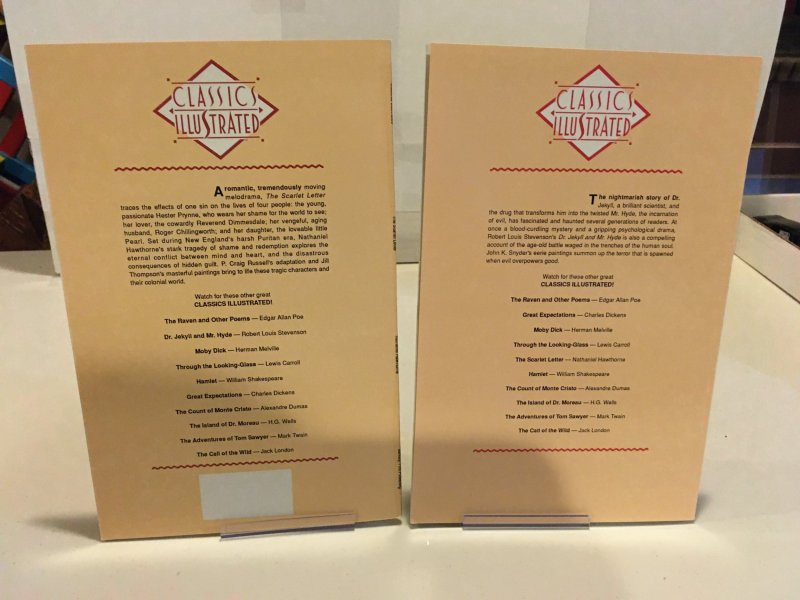 CLASSICS
ILLUSTRATED
A romantic, tremendously moving
melodrama, The Scarlet Letter
traces the effects of one sin on the lives of four people: the young,
passionate Hester Prynne, who wears her shame for the world to see;
her lover, the cowardly Reverend Dimmesdale; her vengeful, aging
husband, Roger Chillingworth; and her daughter, the loveable little
Pearl. Set during New England's harsh Puritan era, Nathaniel
Hawthorne's stark tragedy of shame and redemption explores the
eternal conflict between mind and heart, and the disastrous
consequences of hidden guilt. P. Craig Russell's adaptation and Jill
Thompson's masterful paintings bring to life these tragic characters and
their colonial world.
Watch for these other great
CLASSICS ILLUSTRATED!
The Raven and Other Poems — Edgar Allan Poe
Dr. Jekyll and Mr. Hyde — Robert Louis Stevenson
Moby Dick — Herman Melville
Through the Looking-Glass — Lewis Carroll
Hamlet — William Shakespeare
Great Expectations — Charles Dickens
The Count of Monte Cristo — Alexandre Dumas
The Island of Dr. Moreau — H.G. Wells
The Adventures of Tom Sawyer — Mark Twain
The Call of the Wild — Jack London
CLASSICS
ILLUSTRATED
The nightmarish story of Dr.
Jekyll, a brilliant scientist, and
the drug that transforms him into the twisted Mr. Hyde, the incarnation
of evil, has fascinated and haunted several generations of readers. At
once a blood-curdling mystery and a gripping psychological drama,
Robert Louis Stevenson's Dr. Jekyll and Mr. Hyde is also a compelling
account of the age-old battle waged in the trenches of the human soul.
John K. Snyder's eerie paintings summon up the terror that is spawned
when evil overpowers good.
Watch for these other great
CLASSICS ILLUSTRATED!
The Raven and Other Poems — Edgar Allan Poe
Great Expectations — Charles Dickens
Moby Dick — Herman Melville
Through the Looking-Glass — Lewis Carroll
The Scarlet Letter — Nathaniel Hawthorne
Hamlet — William Shakespeare
The Count of Monte Cristo — Alexandre Dumas
The Island of Dr. Moreau — H.G. Wells
The Adventures of Tom Sawyer — Mark Twain
The Call of the Wild — Jack London